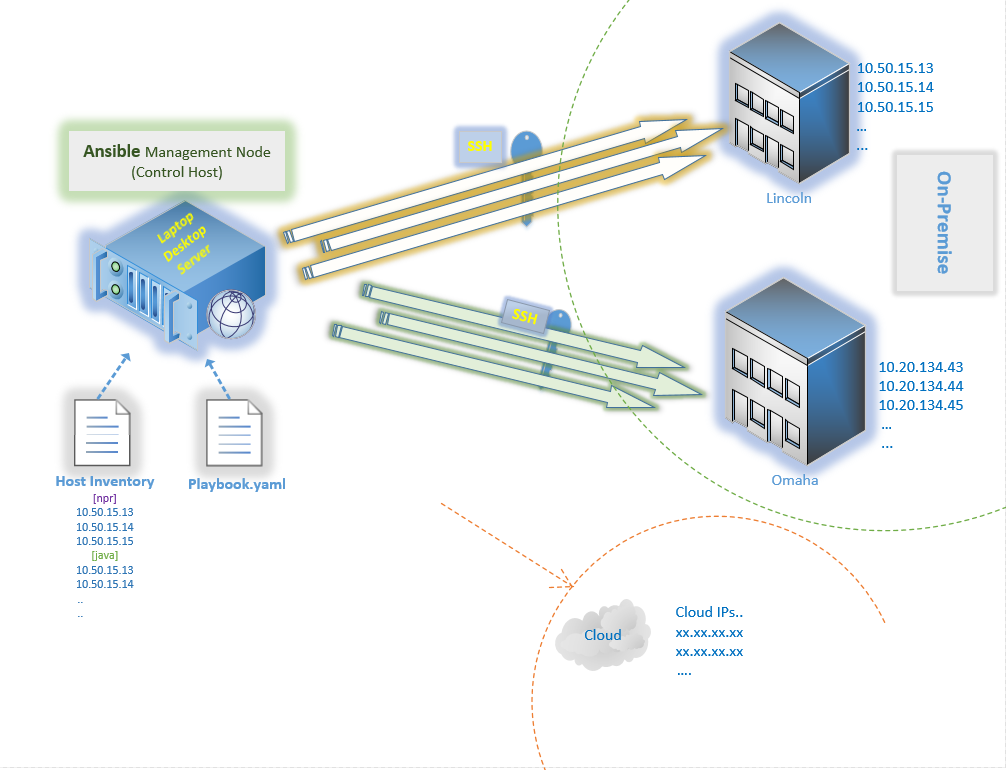 Ansible Management Node
(Control Host)
Laptop
Desktop
Server
SSH
SSH
10.50.15.13
10.50.15.14
10.50.15.15
...
...
Lincoln
On-Premise
10.20.134.43
10.20.134.44
10.20.134.45
...
...
Omaha
Host Inventory
[npr]
10.50.15.13
10.50.15.14
10.50.15.15
[java]
10.50.15.13
10.50.15.14
..
..
Playbook.yaml
Cloud
Cloud IPs..
xx.xx.xx.xx
xx.xx.xx.xx
....